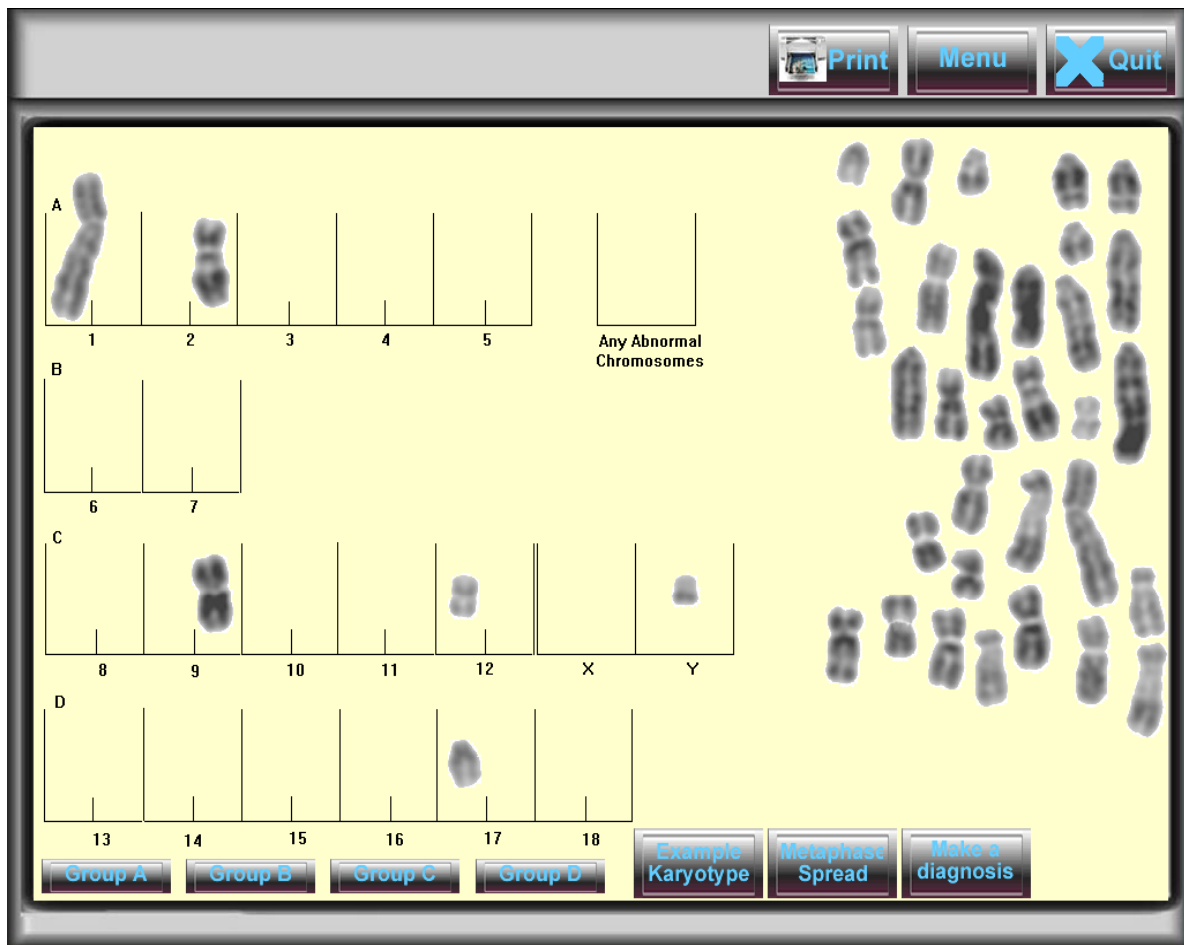 Print Menu Quit
A
1 2 3 4 5
Any Abnormal
Chromosomes
B
6 7
C
8 9 10 11 12 X Y
D
13 14 15 16 17 18
Group A Group B Group C Group D
Example
Karyotype
Metaphase
Spread
Make a
diagnosis